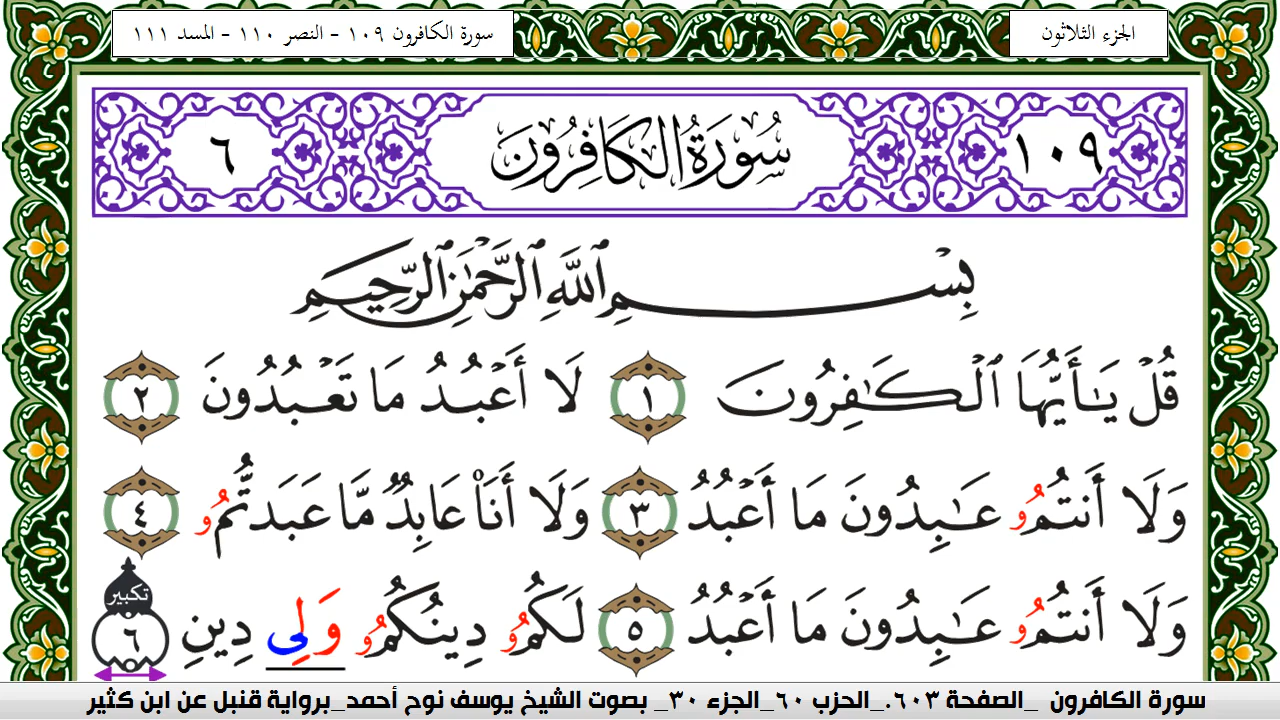 الجزء الثلاثون
سورة الكافرون ١٠٩ - النصر ١١٠ - المسد ١١١
١٠٩ سُورَةُ الكَافِرُونَ ٦
بِسْمِ ٱللَّهِ ٱلرَّحْمَٰنِ ٱلرَّحِيمِ
قُلْ يَٰٓأَيُّهَا ٱلْكَٰفِرُونَ ١ لَآ أَعْبُدُ مَا تَعْبُدُونَ ٢
وَلَآ أَنتُمُو عَٰبِدُونَ مَآ أَعْبُدُ ٣ وَلَآ أَنَا۠ عَابِدٌ مَّا عَبَدتُّمُو ٤
وَلَآ أَنتُمُو عَٰبِدُونَ مَآ أَعْبُدُ ٥ لَكُمُو دِينُكُمُو وَلِى دِينِ ٦ تكبير
سورة الكافرون _الصفحة ٦٠٣._الحزب ٦٠_الجزء ٣٠_ بصوت الشيخ يوسف نوح أحمد_برواية قنبل عن ابن كثير